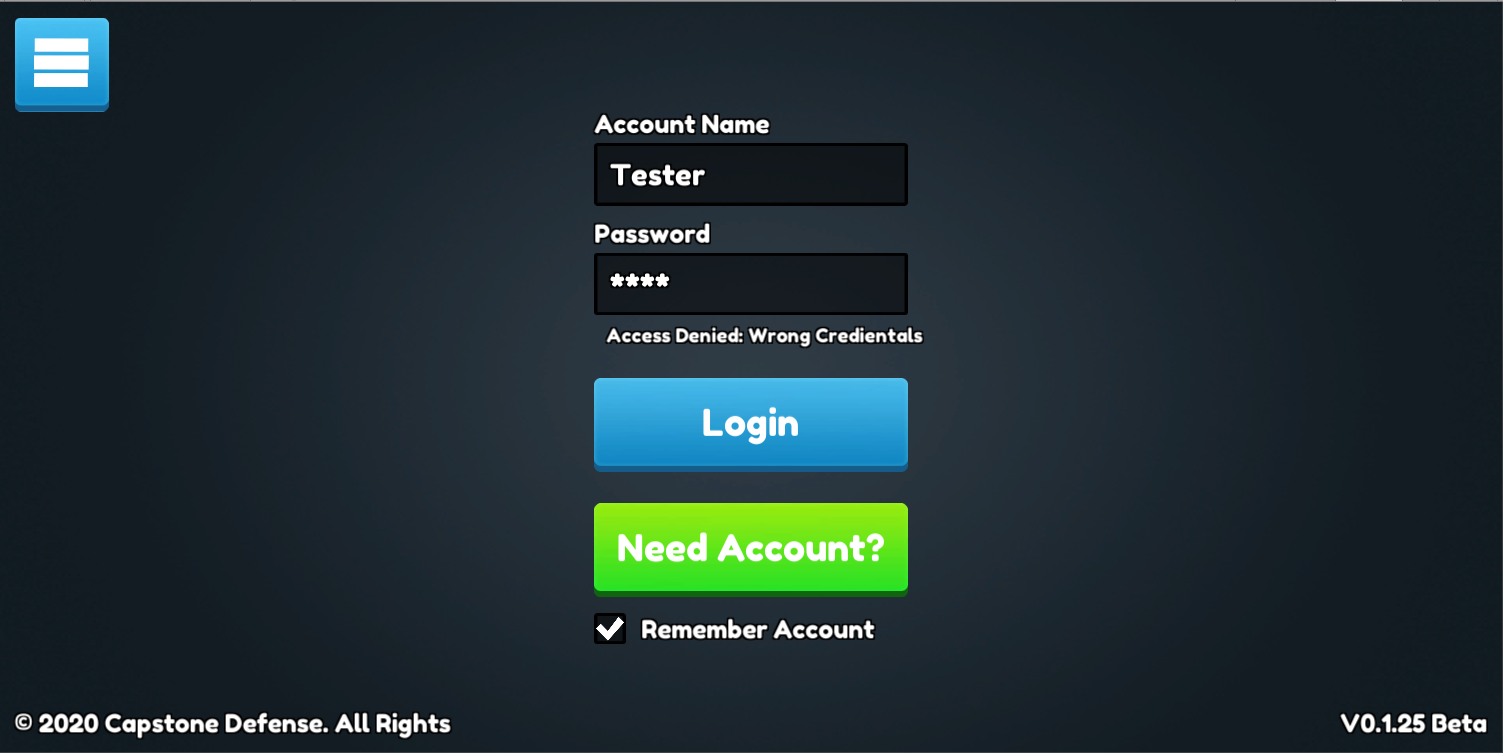 Account Name
Tester
Password
****
Access Denied: Wrong Credientals
Login
Need Account?
Remember Account
© 2020 Capstone Defense. All Rights
V0.1.25 Beta